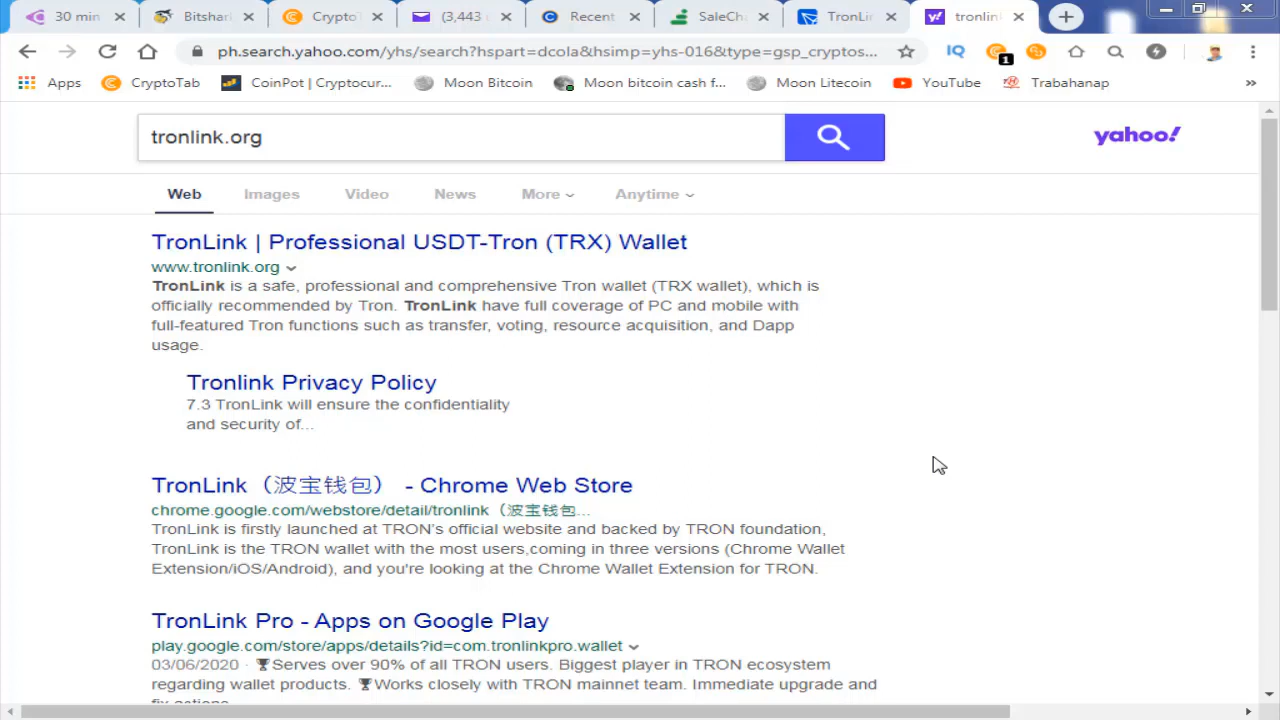 30 min
Bitshari
CryptoT
(3,443
Recent
SaleCh
TronLin
tronlin
ph.search.yahoo.com/yhs/search?hspart=dcola&hsimp=yhs-016&type=gsp_cryptos...
IQ
1
Apps
CryptoTab
CoinPot | Cryptocur...
Moon Bitcoin
Moon bitcoin cash f...
Moon Litecoin
YouTube
Trabahanap
»
tronlink.org
yahoo!
Web
Images
Video
News
More
Anytime
TronLink | Professional USDT-Tron (TRX) Wallet
www.tronlink.org
TronLink is a safe, professional and comprehensive Tron wallet (TRX wallet), which is
officially recommended by Tron. TronLink have full coverage of PC and mobile with
full-featured Tron functions such as transfer, voting, resource acquisition, and Dapp
usage.
Tronlink Privacy Policy
7.3 TronLink will ensure the confidentiality
and security of...
TronLink（波宝钱包） - Chrome Web Store
chrome.google.com/webstore/detail/tronlink（波宝钱包...
TronLink is firstly launched at TRON's official website and backed by TRON foundation,
TronLink is the TRON wallet with the most users,coming in three versions (Chrome Wallet
Extension/iOS/Android), and you're looking at the Chrome Wallet Extension for TRON.
TronLink Pro - Apps on Google Play
play.google.com/store/apps/details?id=com.tronlinkpro.wallet
03/06/2020 · 🏆Serves over 90% of all TRON users. Biggest player in TRON ecosystem
regarding wallet products. 🏆Works closely with TRON mainnet team. Immediate upgrade and
fix actions